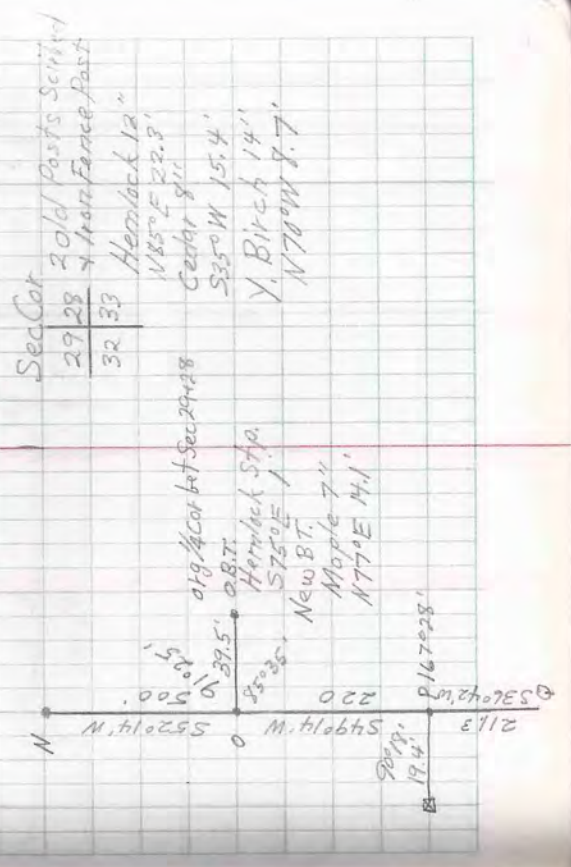 Sec Cor
29 28
32 33
2 old Posts Scribed
+ Iron Fence Post
Hemlock 12"
N85°E 22.3'
Cedar 8"
S35°W 15.4'
Y. Birch 14"
N70°W 8.7'
org 1/4 Cor bet Sec 29+28
O.B.T.
Hemlock Stp.
S75°E 1'
New B.T.
Maple 7"
N77°E 14.1'
N
500'
S52°14'W
91°25'
39.5'
O
85°35'
220
S49°14'W
P 167°28'
90°18'
19.4'
S36°42'W
211.3